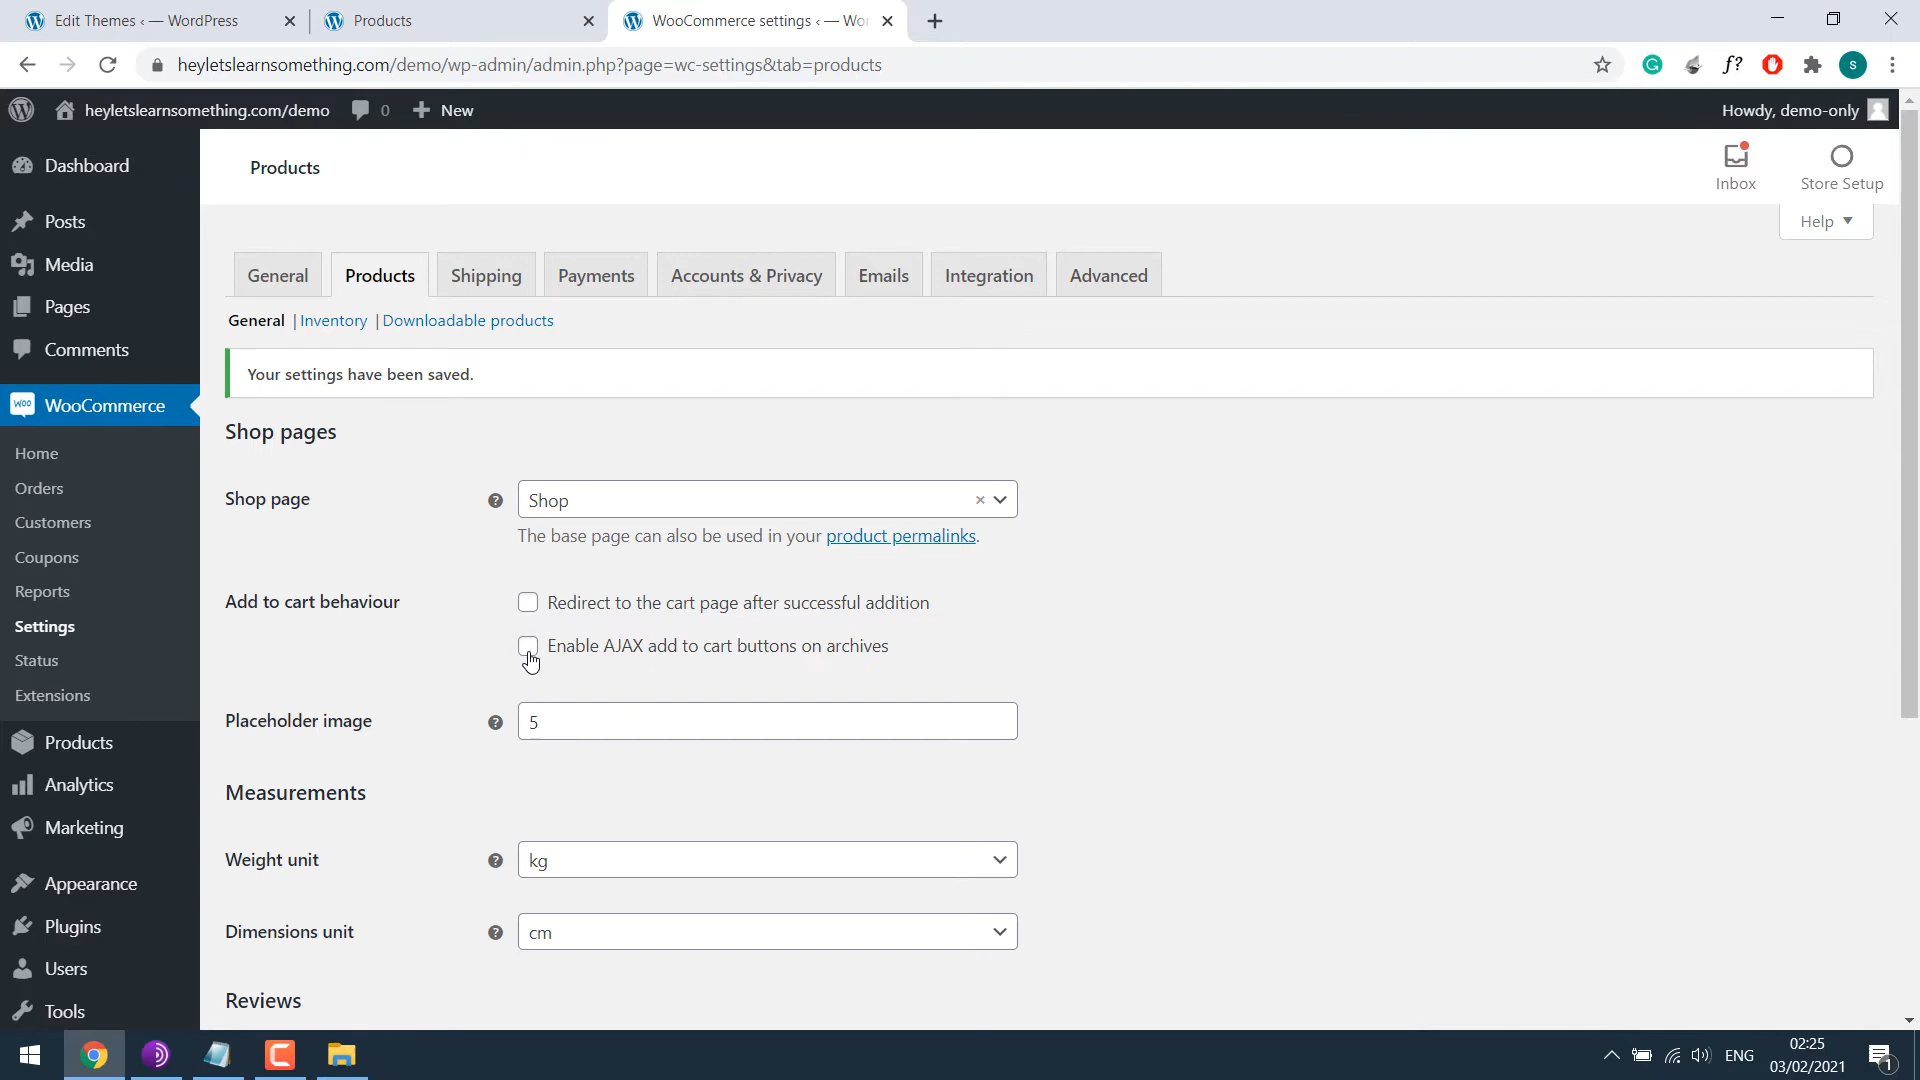 Edit Themes ‹ — WordPress
Products
WooCommerce settings ‹ — Wor
heyletslearnsomething.com/demo/wp-admin/admin.php?page=wc-settings&tab=products
f?
S
heyletslearnsomething.com/demo
0
New
Howdy, demo-only
Dashboard
Posts
Media
Pages
Comments
Woo
WooCommerce
Home
Orders
Customers
Coupons
Reports
Settings
Status
Extensions
Products
Analytics
Marketing
Appearance
Plugins
Users
Tools
Products
Inbox
Store Setup
Help
General
Products
Shipping
Payments
Accounts & Privacy
Emails
Integration
Advanced
General | Inventory | Downloadable products
Your settings have been saved.
Shop pages
Shop page
Shop
The base page can also be used in your product permalinks.
Add to cart behaviour
Redirect to the cart page after successful addition
Enable AJAX add to cart buttons on archives
Placeholder image
5
Measurements
Weight unit
kg
Dimensions unit
cm
Reviews
ENG
02:25
03/02/2021
1